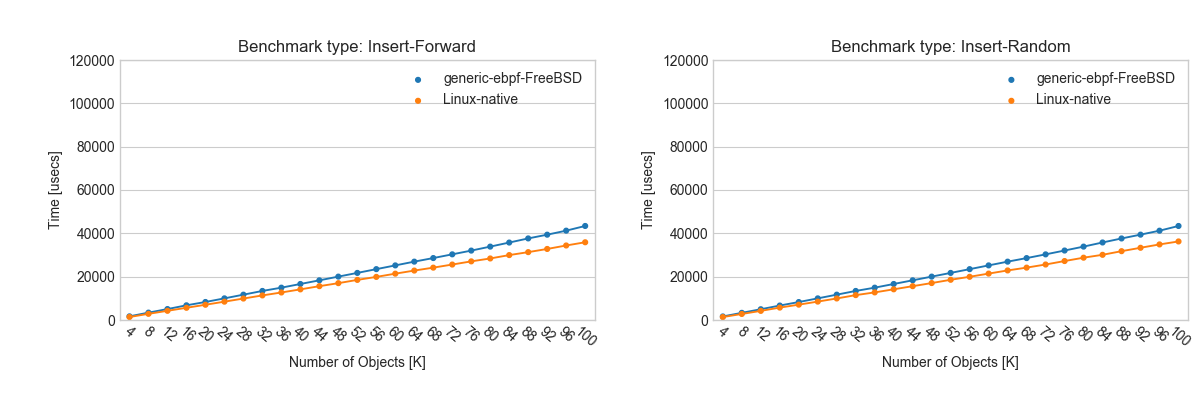 Benchmark type: Insert-Forward
120000
100000
80000
60000
40000
20000
0
Time [usecs]
generic-ebpf-FreeBSD
Linux-native
4 8 12 16 20 24 28 32 36 40 44 48 52 56 60 64 68 72 76 80 84 88 92 96 100
Number of Objects [K]
Benchmark type: Insert-Random
120000
100000
80000
60000
40000
20000
0
Time [usecs]
generic-ebpf-FreeBSD
Linux-native
4 8 12 16 20 24 28 32 36 40 44 48 52 56 60 64 68 72 76 80 84 88 92 96 100
Number of Objects [K]